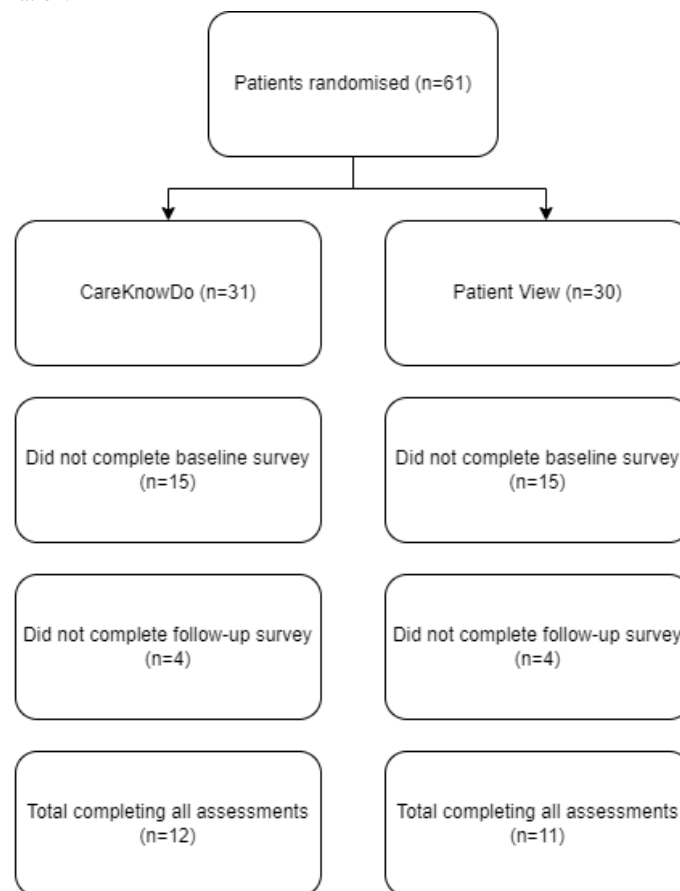 Patients randomised (n=61)
CareKnowDo (n=31)
Patient View (n=30)
Did not complete baseline survey
(n=15)
Did not complete baseline survey
(n=15)
Did not complete follow-up survey
(n=4)
Did not complete follow-up survey
(n=4)
Total completing all assessments
(n=12)
Total completing all assessments
(n=11)